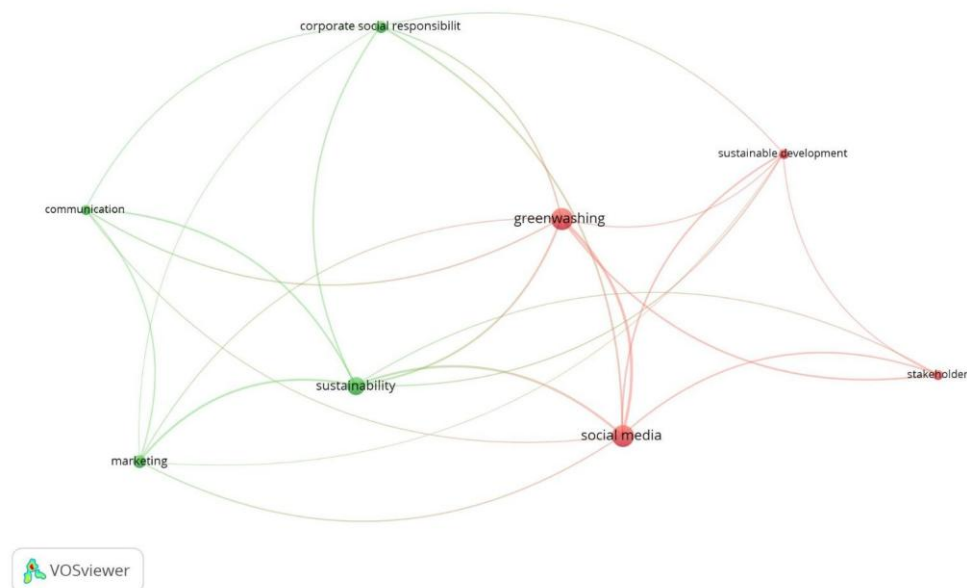 corporate social responsibilit
sustainable development
communication
greenwashing
stakeholder
sustainability
social media
marketing
VOSviewer